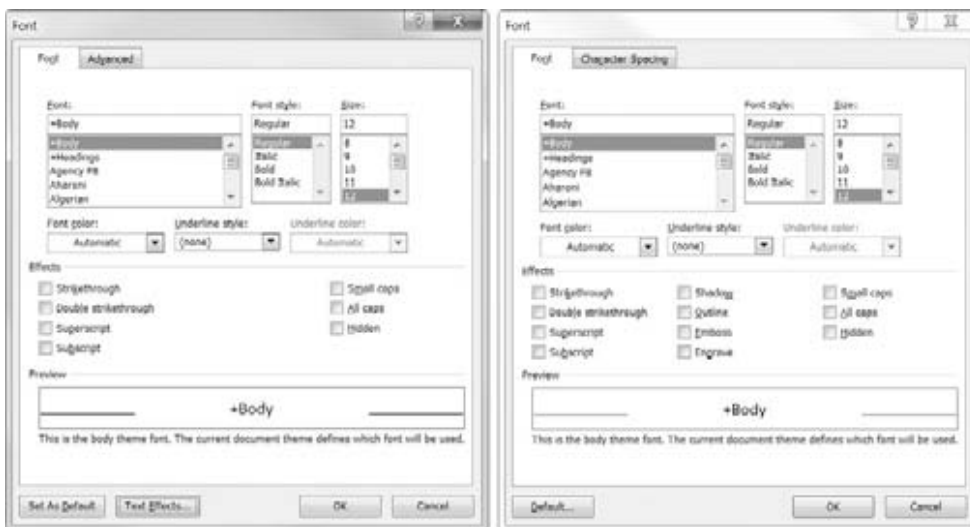 Font
Font Advanced
Font: Font style: Size:
+Body Regular 12
+Body Regular 8
+Headings Italic 9
Agency FB Bold 10
Aharoni Bold Italic 11
Algerian 12
Font color: Underline style: Underline color:
Automatic (none) Automatic
Effects
Strikethrough Small caps
Double strikethrough All caps
Superscript Hidden
Subscript
Preview
+Body
This is the body theme font. The current document theme defines which font will be used.
Set As Default Text Effects... OK Cancel
Font
Font Character Spacing
Font: Font style: Size:
+Body Regular 12
+Body Regular 8
+Headings Italic 9
Agency FB Bold 10
Aharoni Bold Italic 11
Algerian 12
Font color: Underline style: Underline color:
Automatic (none) Automatic
Effects
Strikethrough Shadow Small caps
Double strikethrough Outline All caps
Superscript Emboss Hidden
Subscript Engrave
Preview
+Body
This is the body theme font. The current document theme defines which font will be used.
Default... OK Cancel